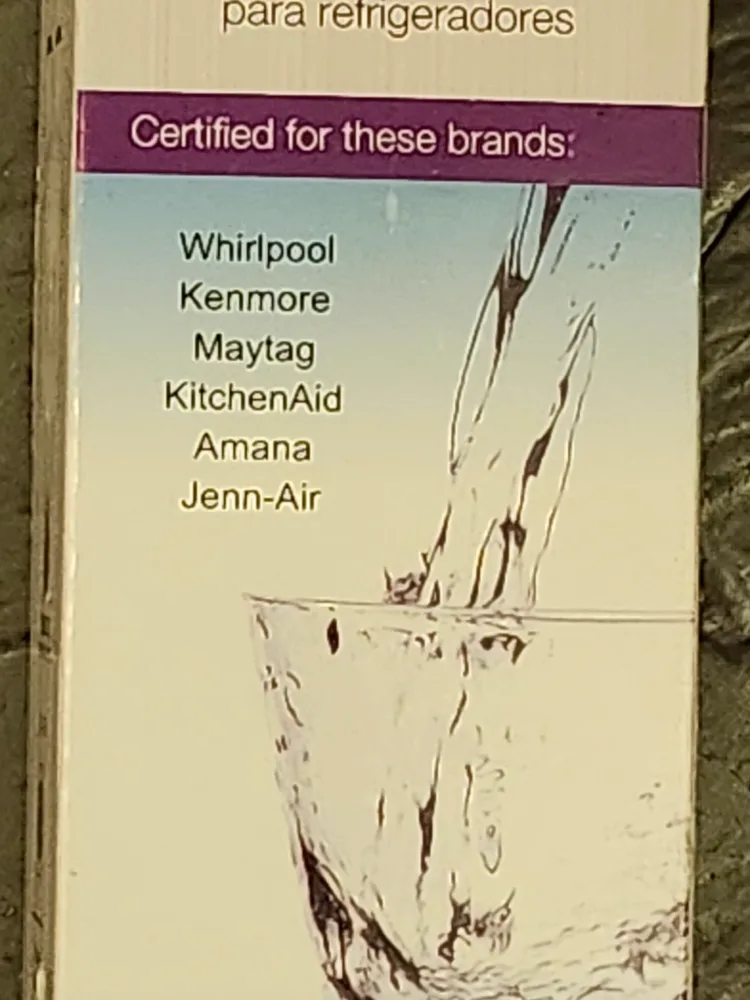 para refrigeradores
Certified for these brands:
Whirlpool
Kenmore
Maytag
KitchenAid
Amana
Jenn-Air